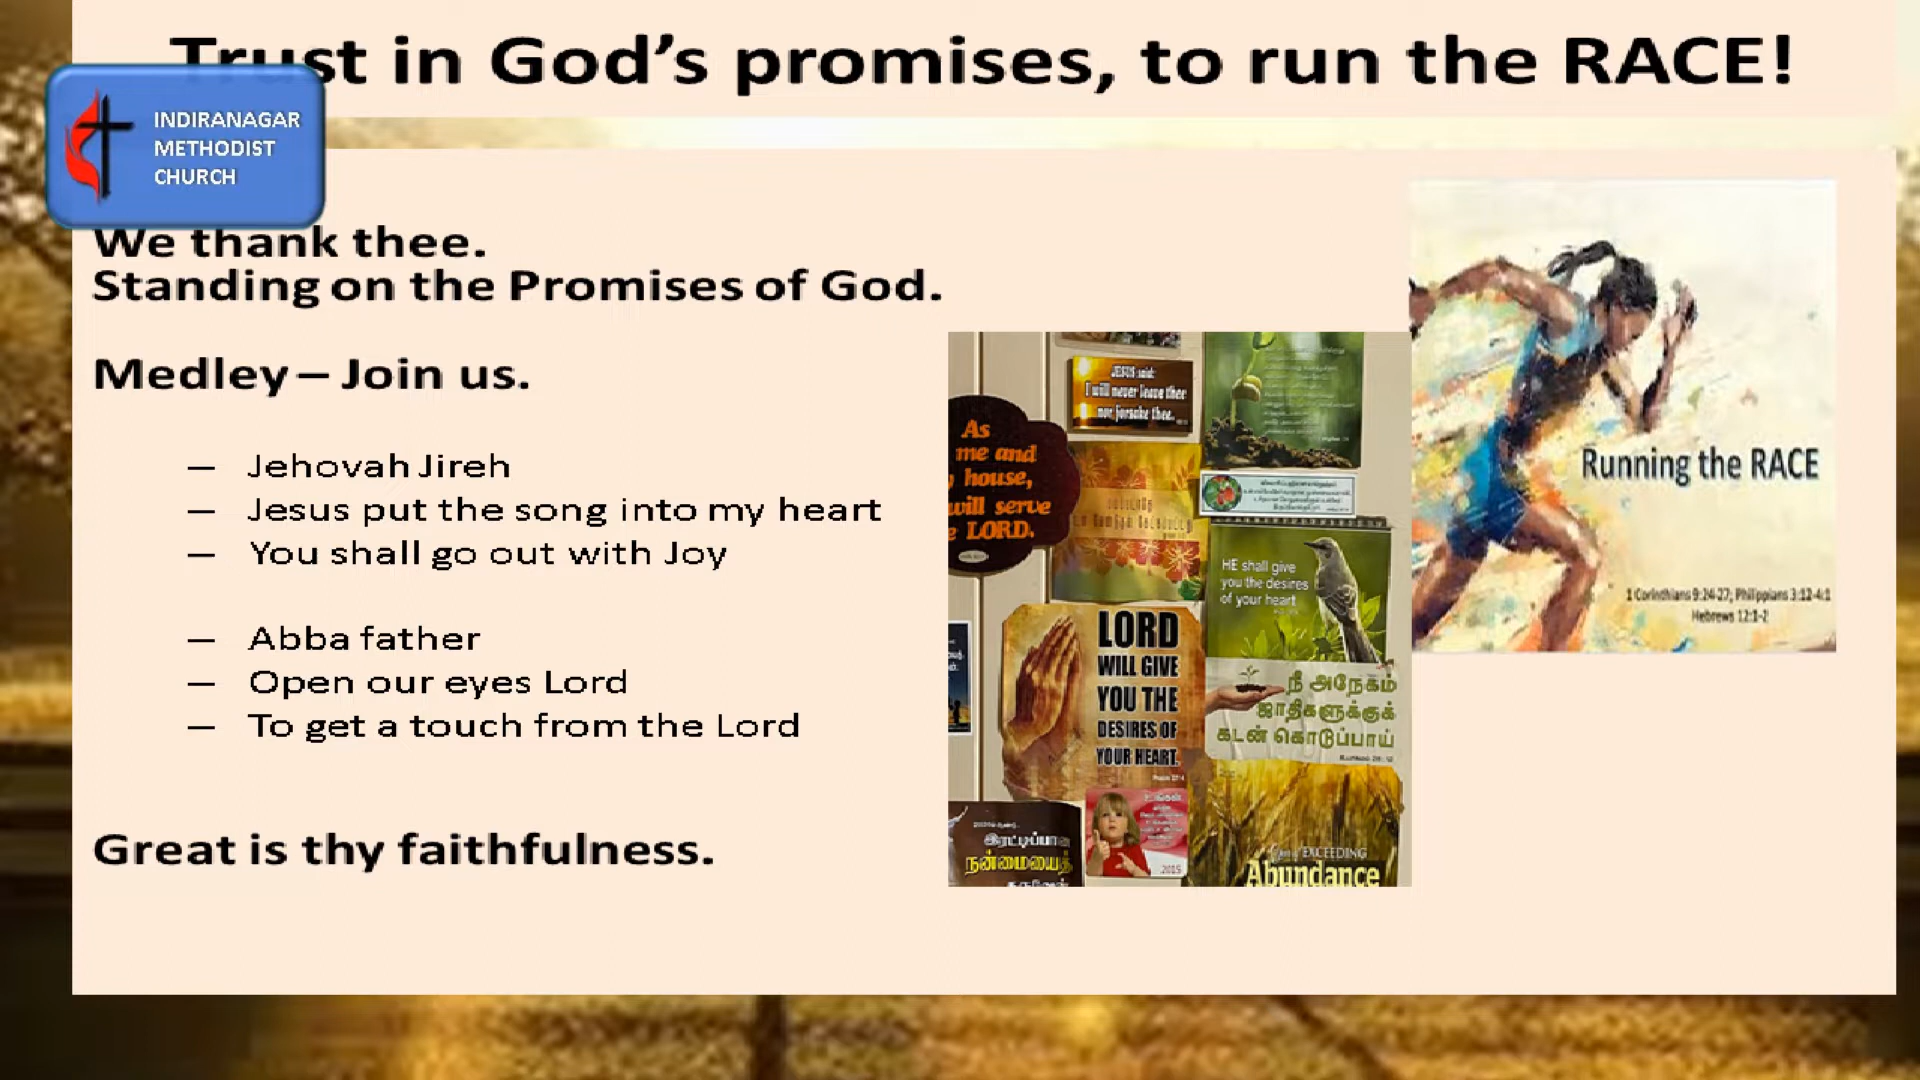 Trust in God's promises, to run the RACE!
INDIRANAGAR
METHODIST
CHURCH
We thank thee.
Standing on the Promises of God.
Medley – Join us.
– Jehovah Jireh
– Jesus put the song into my heart
– You shall go out with Joy
– Abba father
– Open our eyes Lord
– To get a touch from the Lord
Great is thy faithfulness.
JESUS said:
I will never leave thee
nor forsake thee..
As
me and
house,
will serve
LORD.
HE shall give
you the desires
of your heart
LORD
WILL GIVE
YOU THE
DESIRES OF
YOUR HEART.
நீ அநேகம்
ஜாதிகளுக்குக்
கடன் கொடுப்பாய்
நன்மையைத்
2015
EXCEEDING
Abundance
Running the RACE
1 Corinthians 9:24-27; Philippians 3:12-4:1
Hebrews 12:1-2